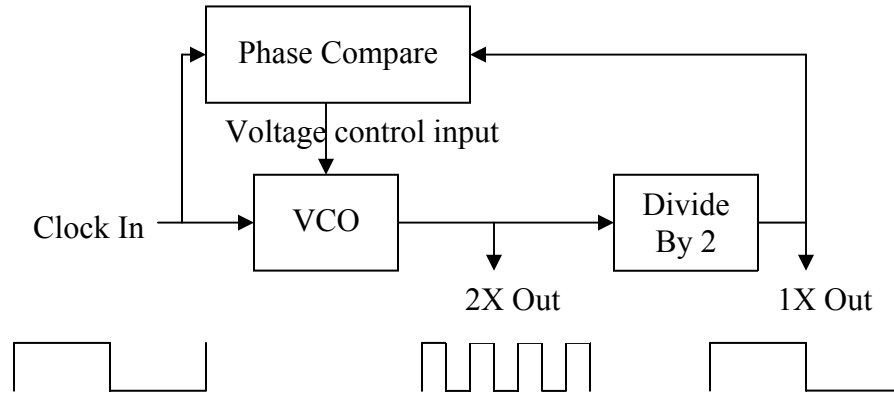 Phase Compare
Voltage control input
Clock In
VCO
Divide
By 2
2X Out
1X Out